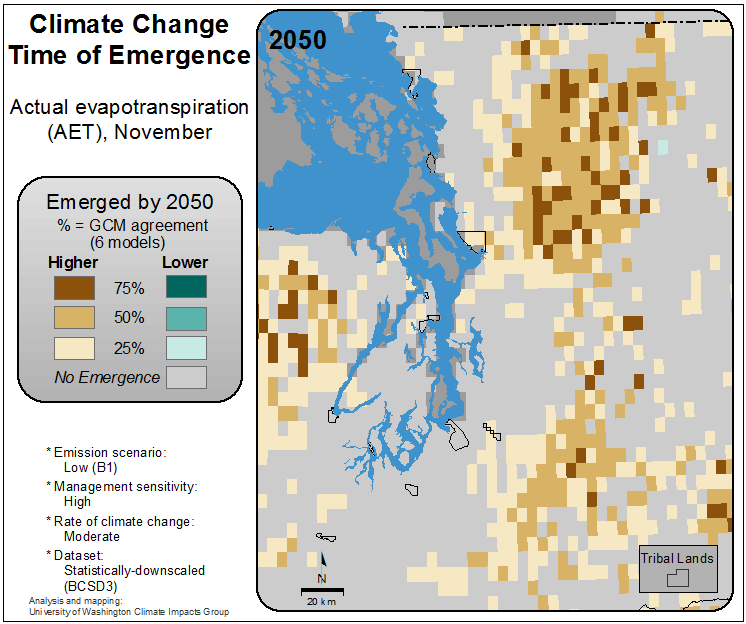 Climate Change
Time of Emergence
Actual evapotranspiration
(AET), November
Emerged by 2050
% = GCM agreement
(6 models)
Higher Lower
75%
50%
25%
No Emergence
* Emission scenario:
Low (B1)
* Management sensitivity:
High
* Rate of climate change:
Moderate
* Dataset:
Statistically-downscaled
(BCSD3)
Analysis and mapping:
University of Washington Climate Impacts Group
2050
N
20 km
Tribal Lands